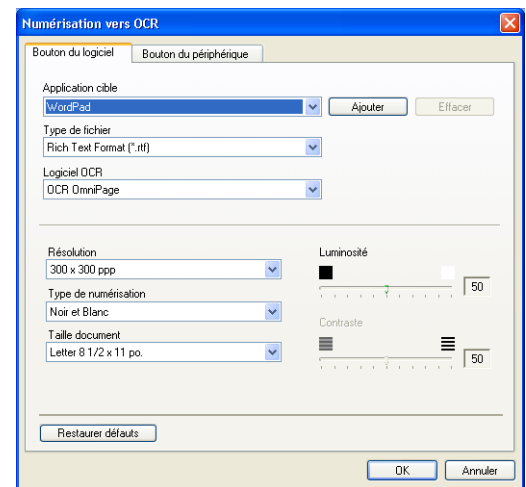 Numérisation vers OCR
Bouton du logiciel
Bouton du périphérique
Application cible
WordPad
Ajouter
Effacer
Type de fichier
Rich Text Format (*.rtf)
Logiciel OCR
OCR OmniPage
Résolution
300 x 300 ppp
Type de numérisation
Noir et Blanc
Taille document
Letter 8 1/2 x 11 po.
Luminosité
50
Contraste
50
Restaurer défauts
OK
Annuler